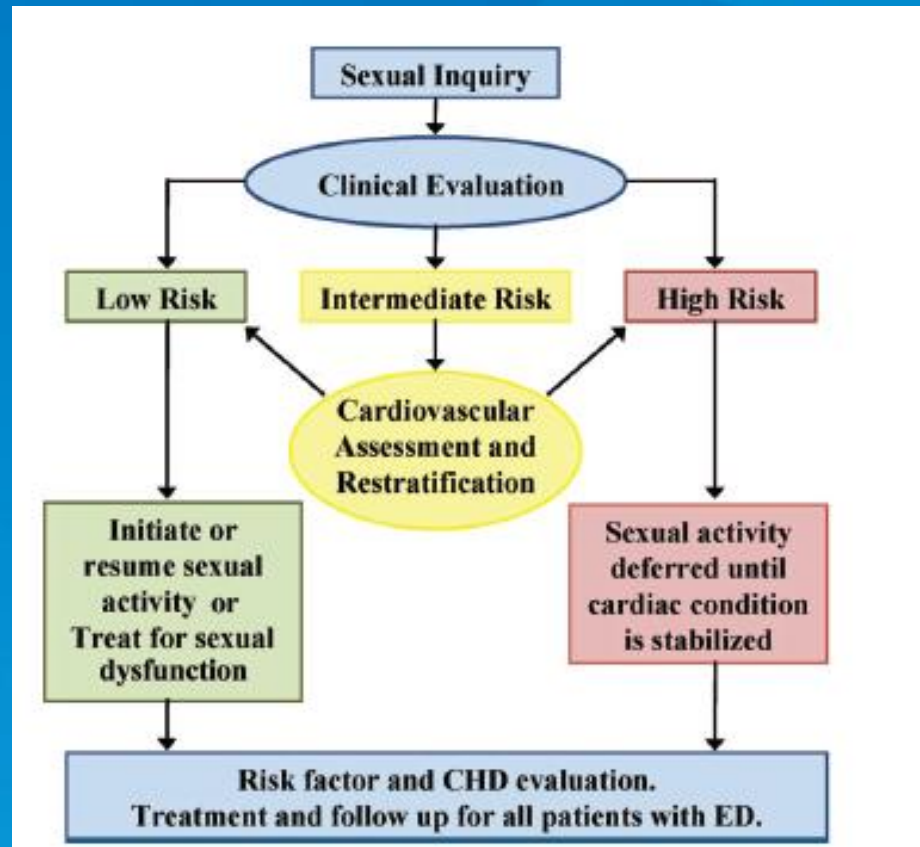 Sexual Inquiry
Clinical Evaluation
Low Risk
Intermediate Risk
High Risk
Cardiovascular
Assessment and
Restratification
Initiate or
resume sexual
activity or
Treat for sexual
dysfunction
Sexual activity
deferred until
cardiac condition
is stabilized
Risk factor and CHD evaluation.
Treatment and follow up for all patients with ED.